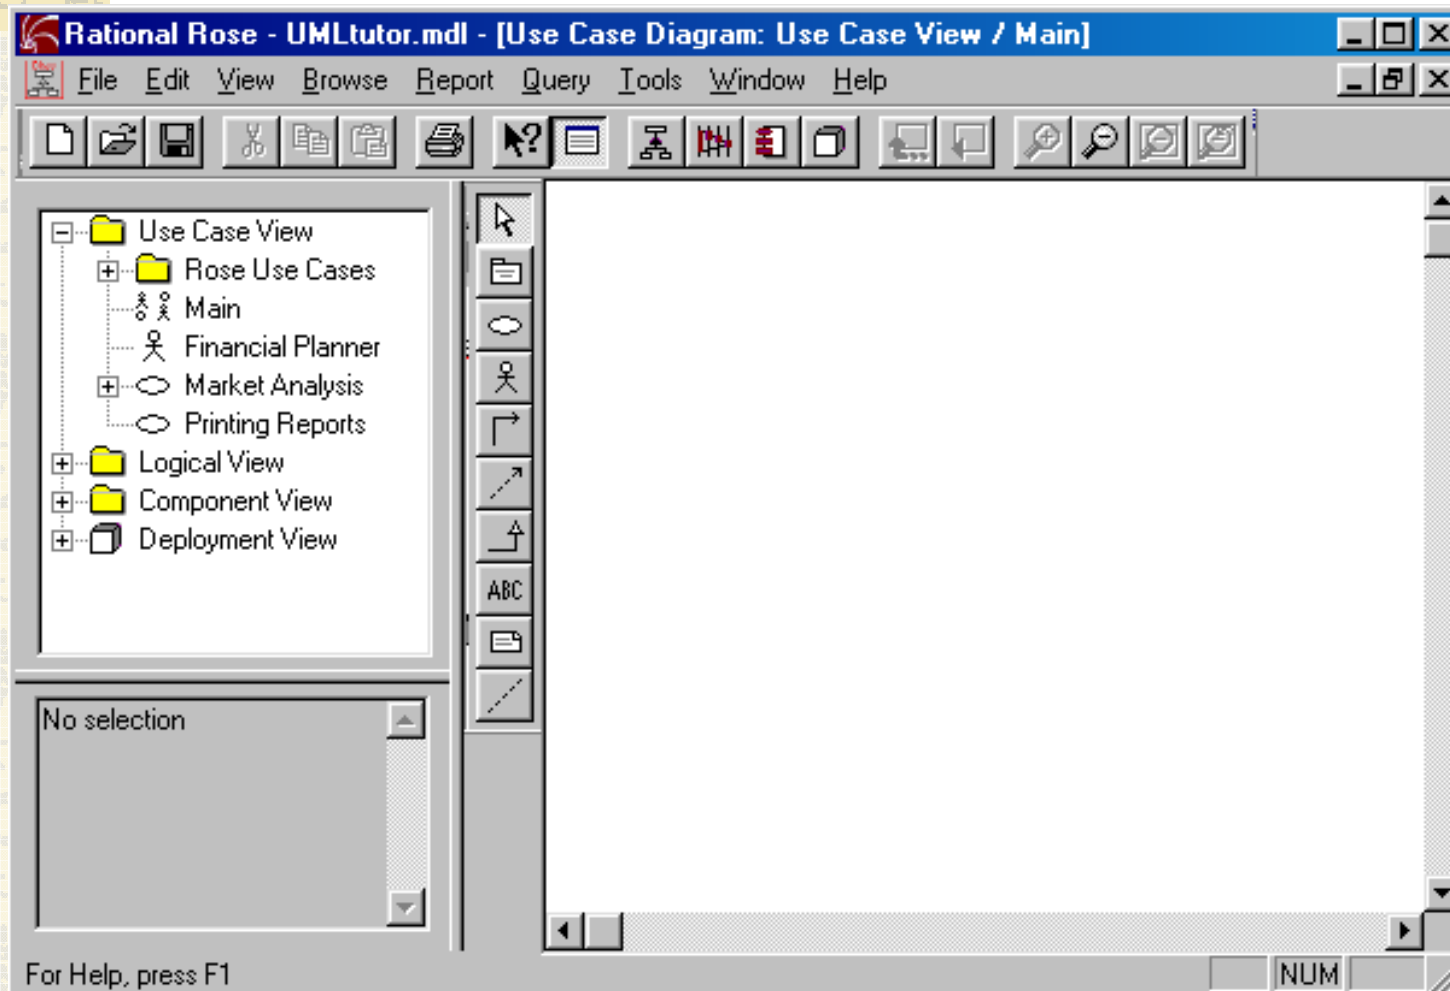 Rational Rose - UMLtutor.mdl - [Use Case Diagram: Use Case View / Main]
File Edit View Browse Report Query Tools Window Help
Use Case View
Rose Use Cases
Main
Financial Planner
Market Analysis
Printing Reports
Logical View
Component View
Deployment View
ABC
No selection
For Help, press F1
NUM